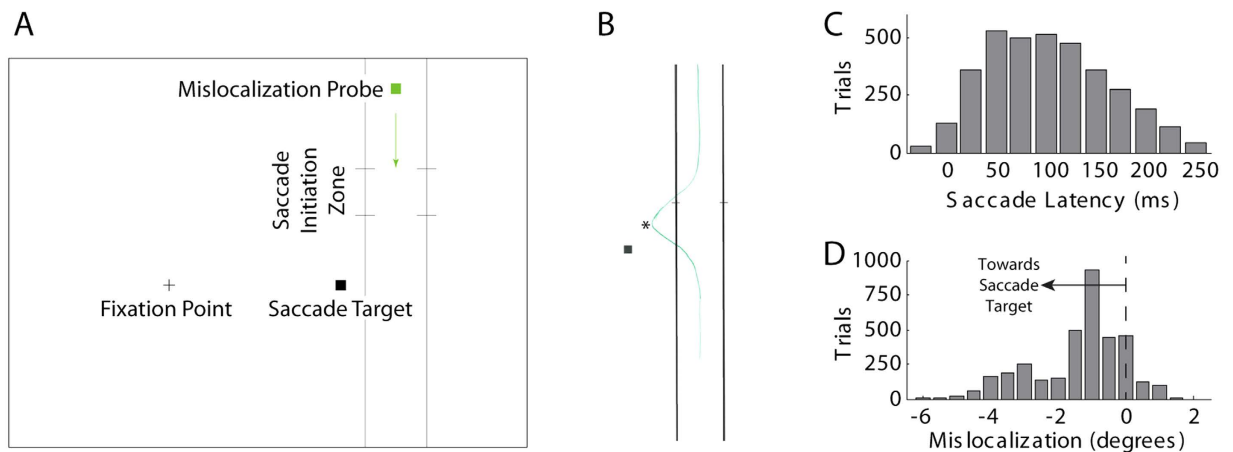 A
Mislocalization Probe
Saccade
Initiation
Zone
Fixation Point
Saccade Target
B
*
C
Trials
500
250
0
0 50 100 150 200 250
Saccade Latency (ms)
D
Trials
1000
750
500
250
0
Towards
Saccade
Target
-6 -4 -2 0 2
Mislocalization (degrees)